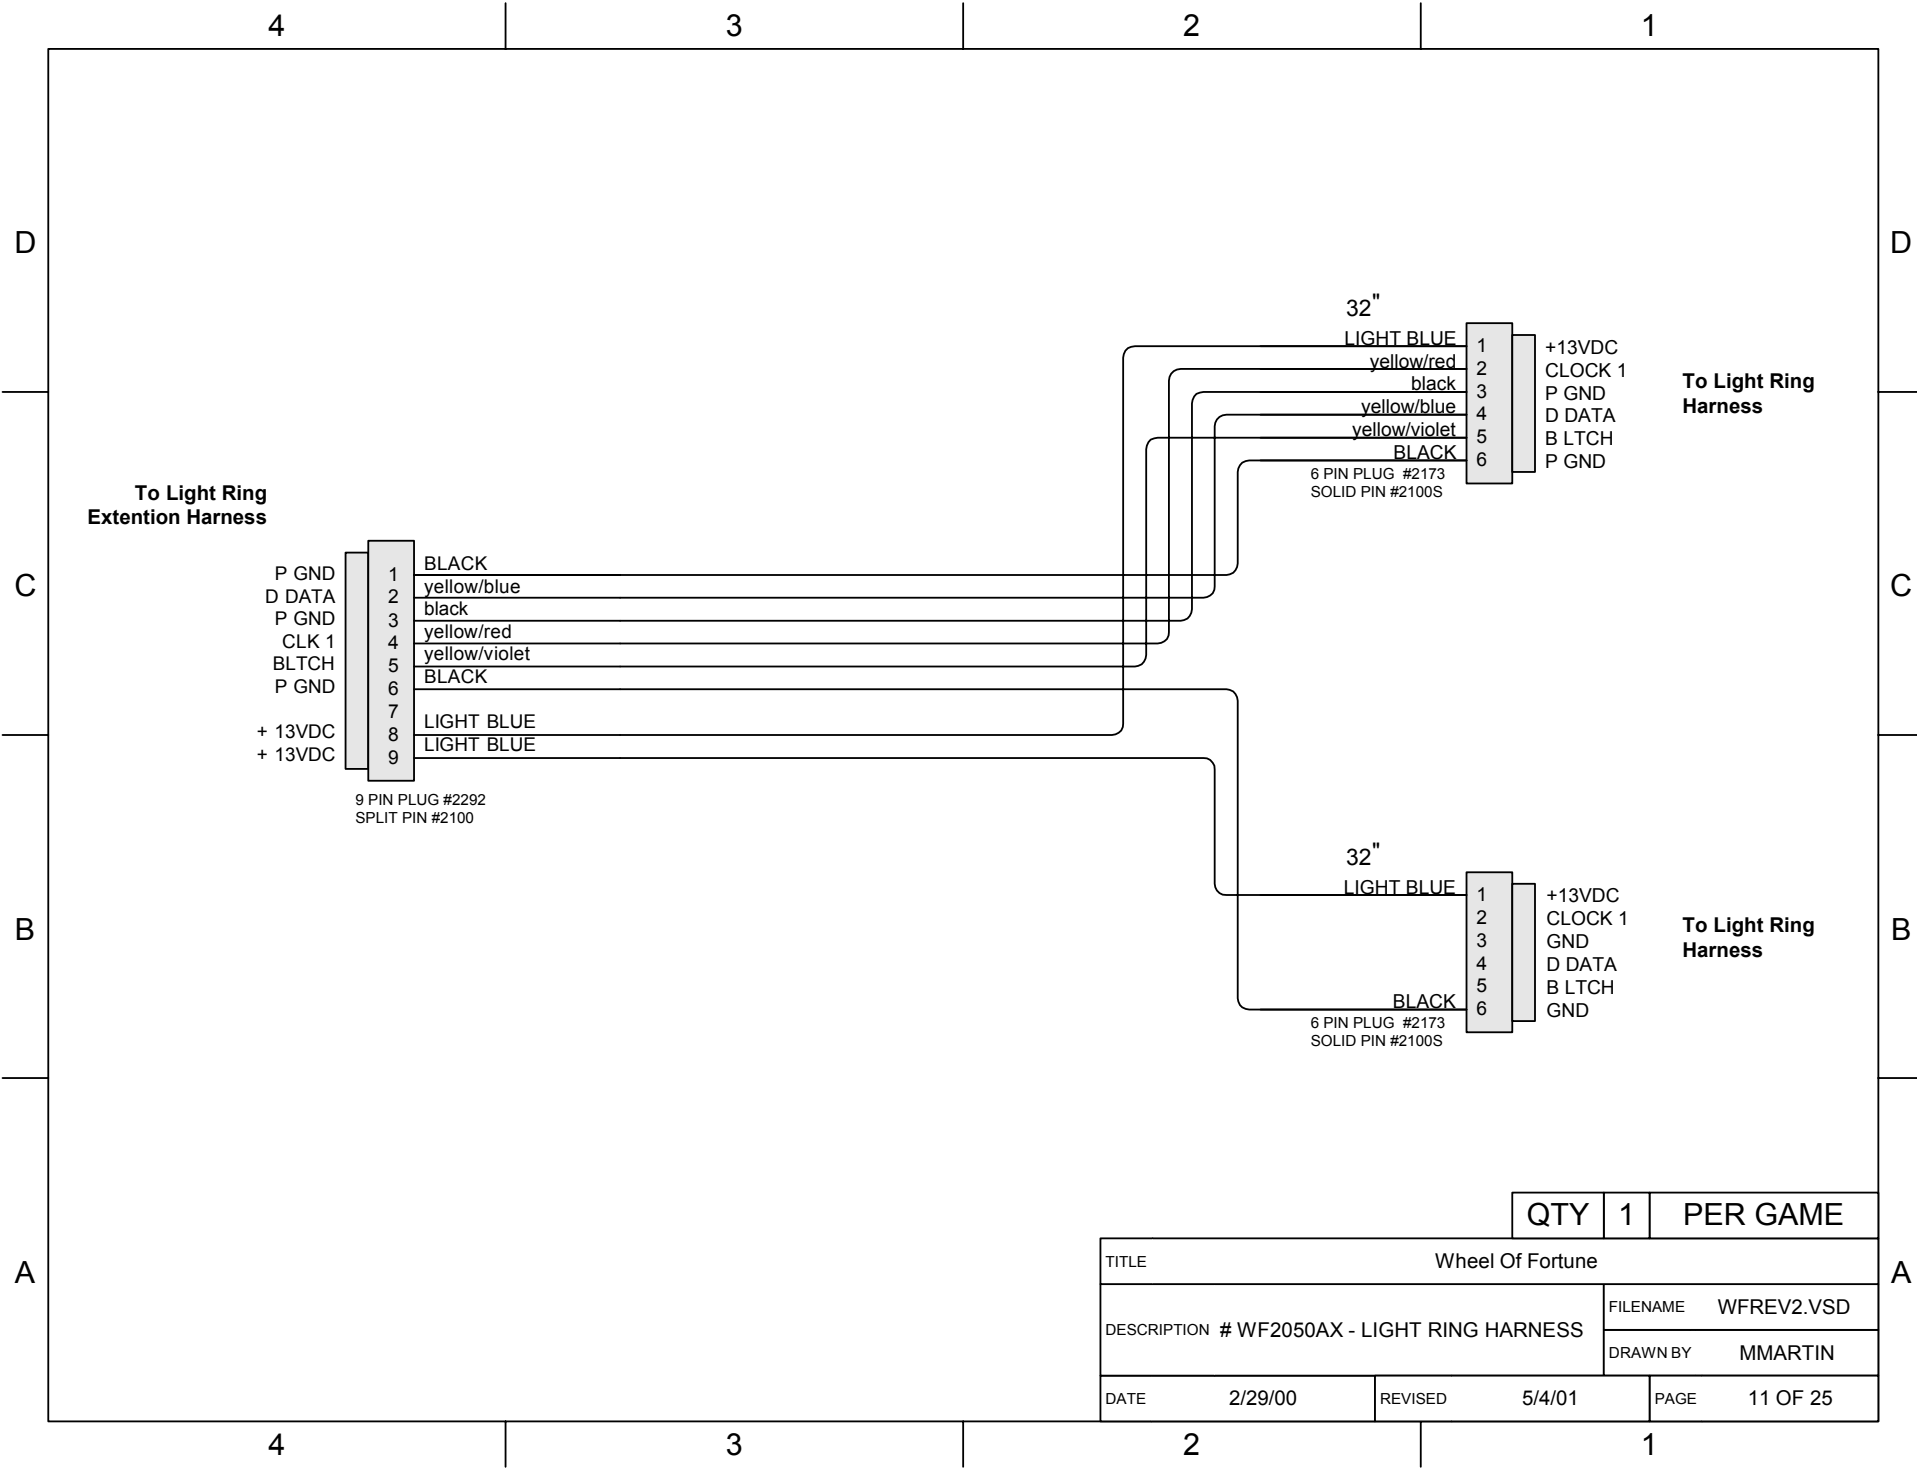 4 3 2 1
D D
32"
LIGHT BLUE 1 +13VDC
yellow/red 2 CLOCK 1
black 3 P GND
yellow/blue 4 D DATA
yellow/violet 5 B LTCH
BLACK 6 P GND
6 PIN PLUG #2173
SOLID PIN #2100S
To Light Ring
Harness
To Light Ring
Extention Harness
C C
P GND 1 BLACK
D DATA 2 yellow/blue
P GND 3 black
CLK 1 4 yellow/red
BLTCH 5 yellow/violet
P GND 6 BLACK
7
+ 13VDC 8 LIGHT BLUE
+ 13VDC 9 LIGHT BLUE
9 PIN PLUG #2292
SPLIT PIN #2100
32"
LIGHT BLUE 1 +13VDC
2 CLOCK 1
3 GND
4 D DATA
5 B LTCH
BLACK 6 GND
6 PIN PLUG #2173
SOLID PIN #2100S
To Light Ring
Harness
B B
QTY 1 PER GAME
A A
TITLE Wheel Of Fortune
DESCRIPTION # WF2050AX - LIGHT RING HARNESS
FILENAME WFREV2.VSD
DRAWN BY MMARTIN
DATE 2/29/00 REVISED 5/4/01 PAGE 11 OF 25
4 3 2 1